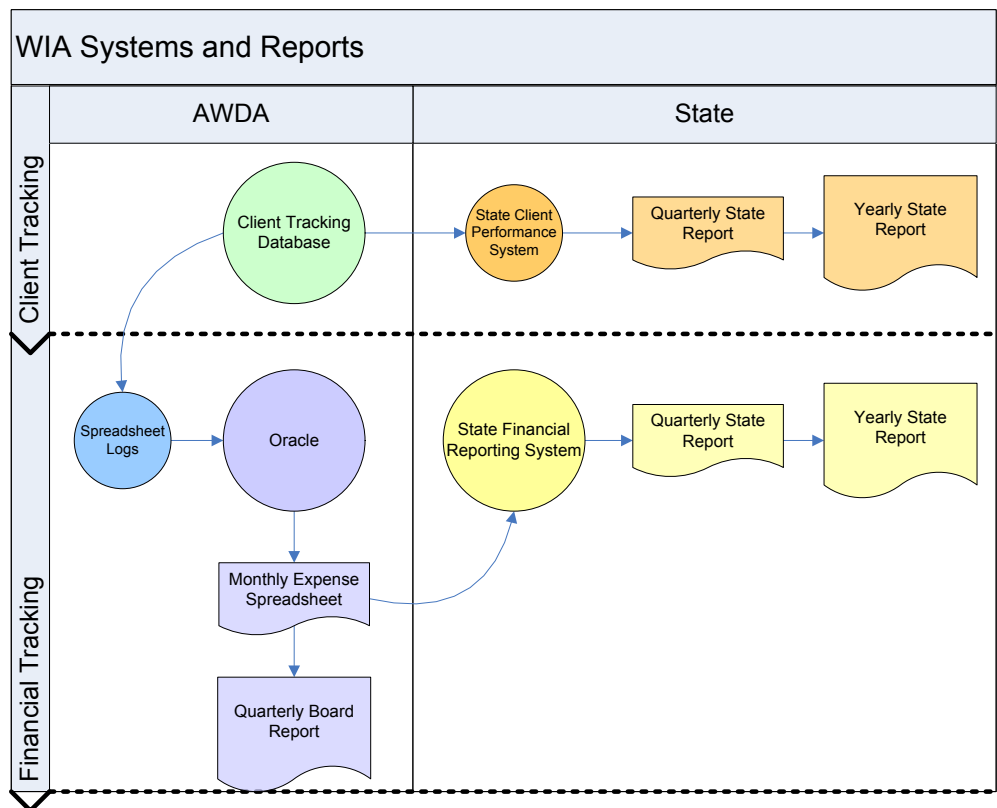 WIA Systems and Reports
AWDA
State
Client Tracking
Client Tracking
Database
State Client
Performance
System
Quarterly State
Report
Yearly State
Report
Financial Tracking
Spreadsheet
Logs
Oracle
State Financial
Reporting System
Quarterly State
Report
Yearly State
Report
Monthly Expense
Spreadsheet
Quarterly Board
Report